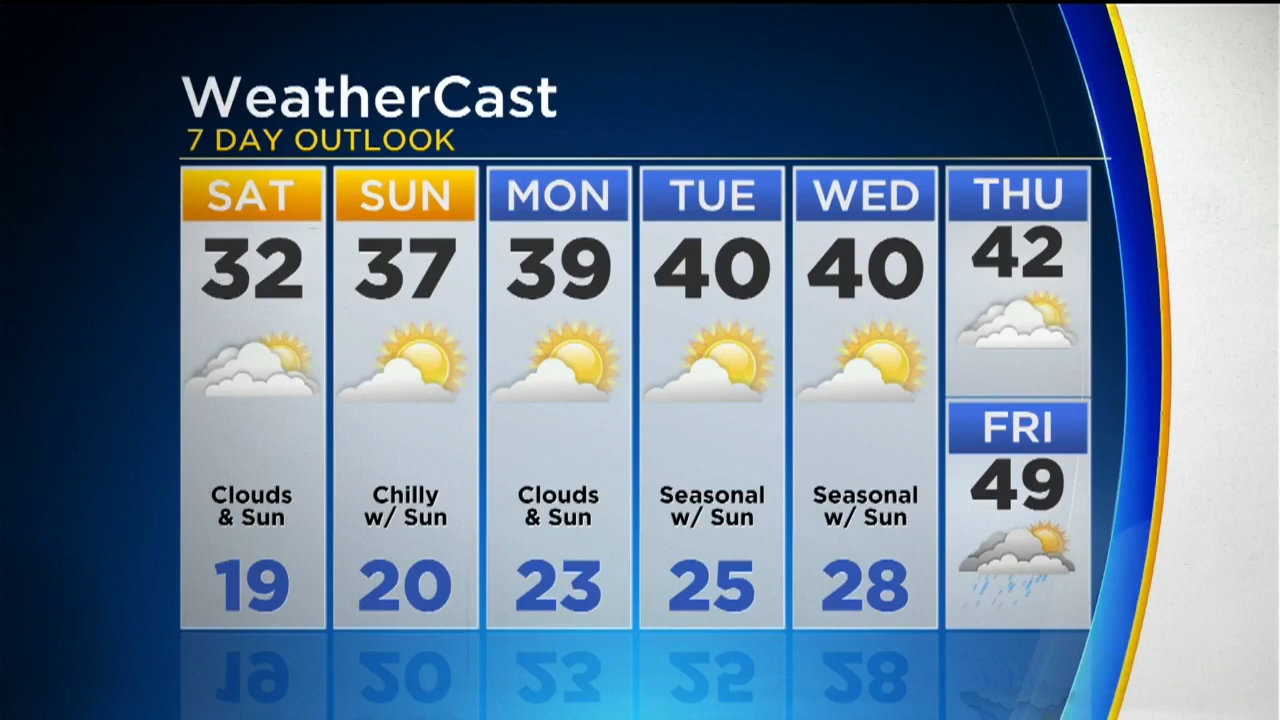 WeatherCast
7 DAY OUTLOOK
SAT
32
Clouds
& Sun
19
SUN
37
Chilly
w/ Sun
20
MON
39
Clouds
& Sun
23
TUE
40
Seasonal
w/ Sun
25
WED
40
Seasonal
w/ Sun
28
THU
42
FRI
49